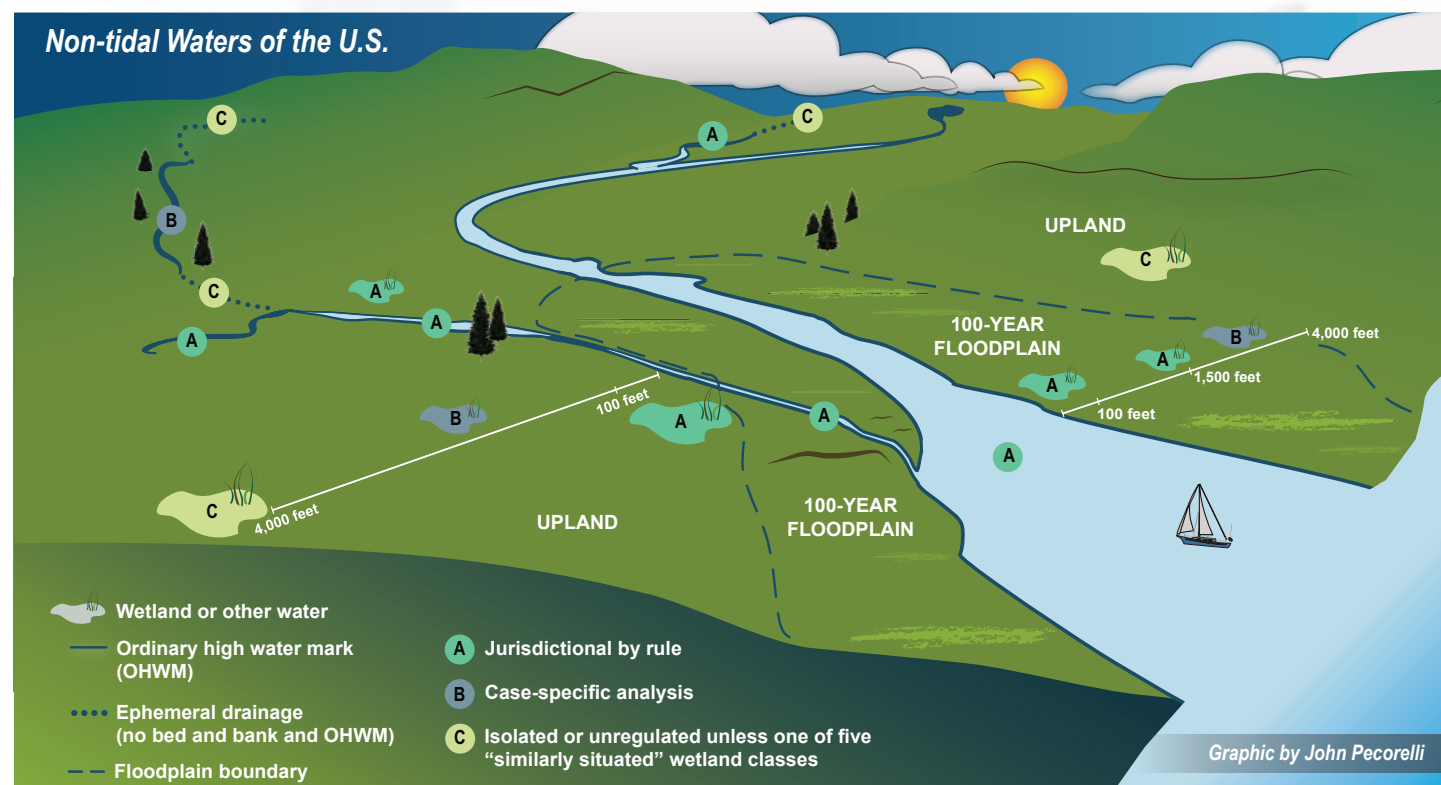 Non-tidal Waters of the U.S.
C
C
A
B
UPLAND
C
C
A
A
A
100-YEAR
FLOODPLAIN
B
4,000 feet
A
1,500 feet
A
100 feet
100 feet
B
A
A
A
C
4,000 feet
UPLAND
100-YEAR
FLOODPLAIN
Wetland or other water
Ordinary high water mark
(OHWM)
Ephemeral drainage
(no bed and bank and OHWM)
Floodplain boundary
A Jurisdictional by rule
B Case-specific analysis
C Isolated or unregulated unless one of five
“similarly situated” wetland classes
Graphic by John Pecorelli